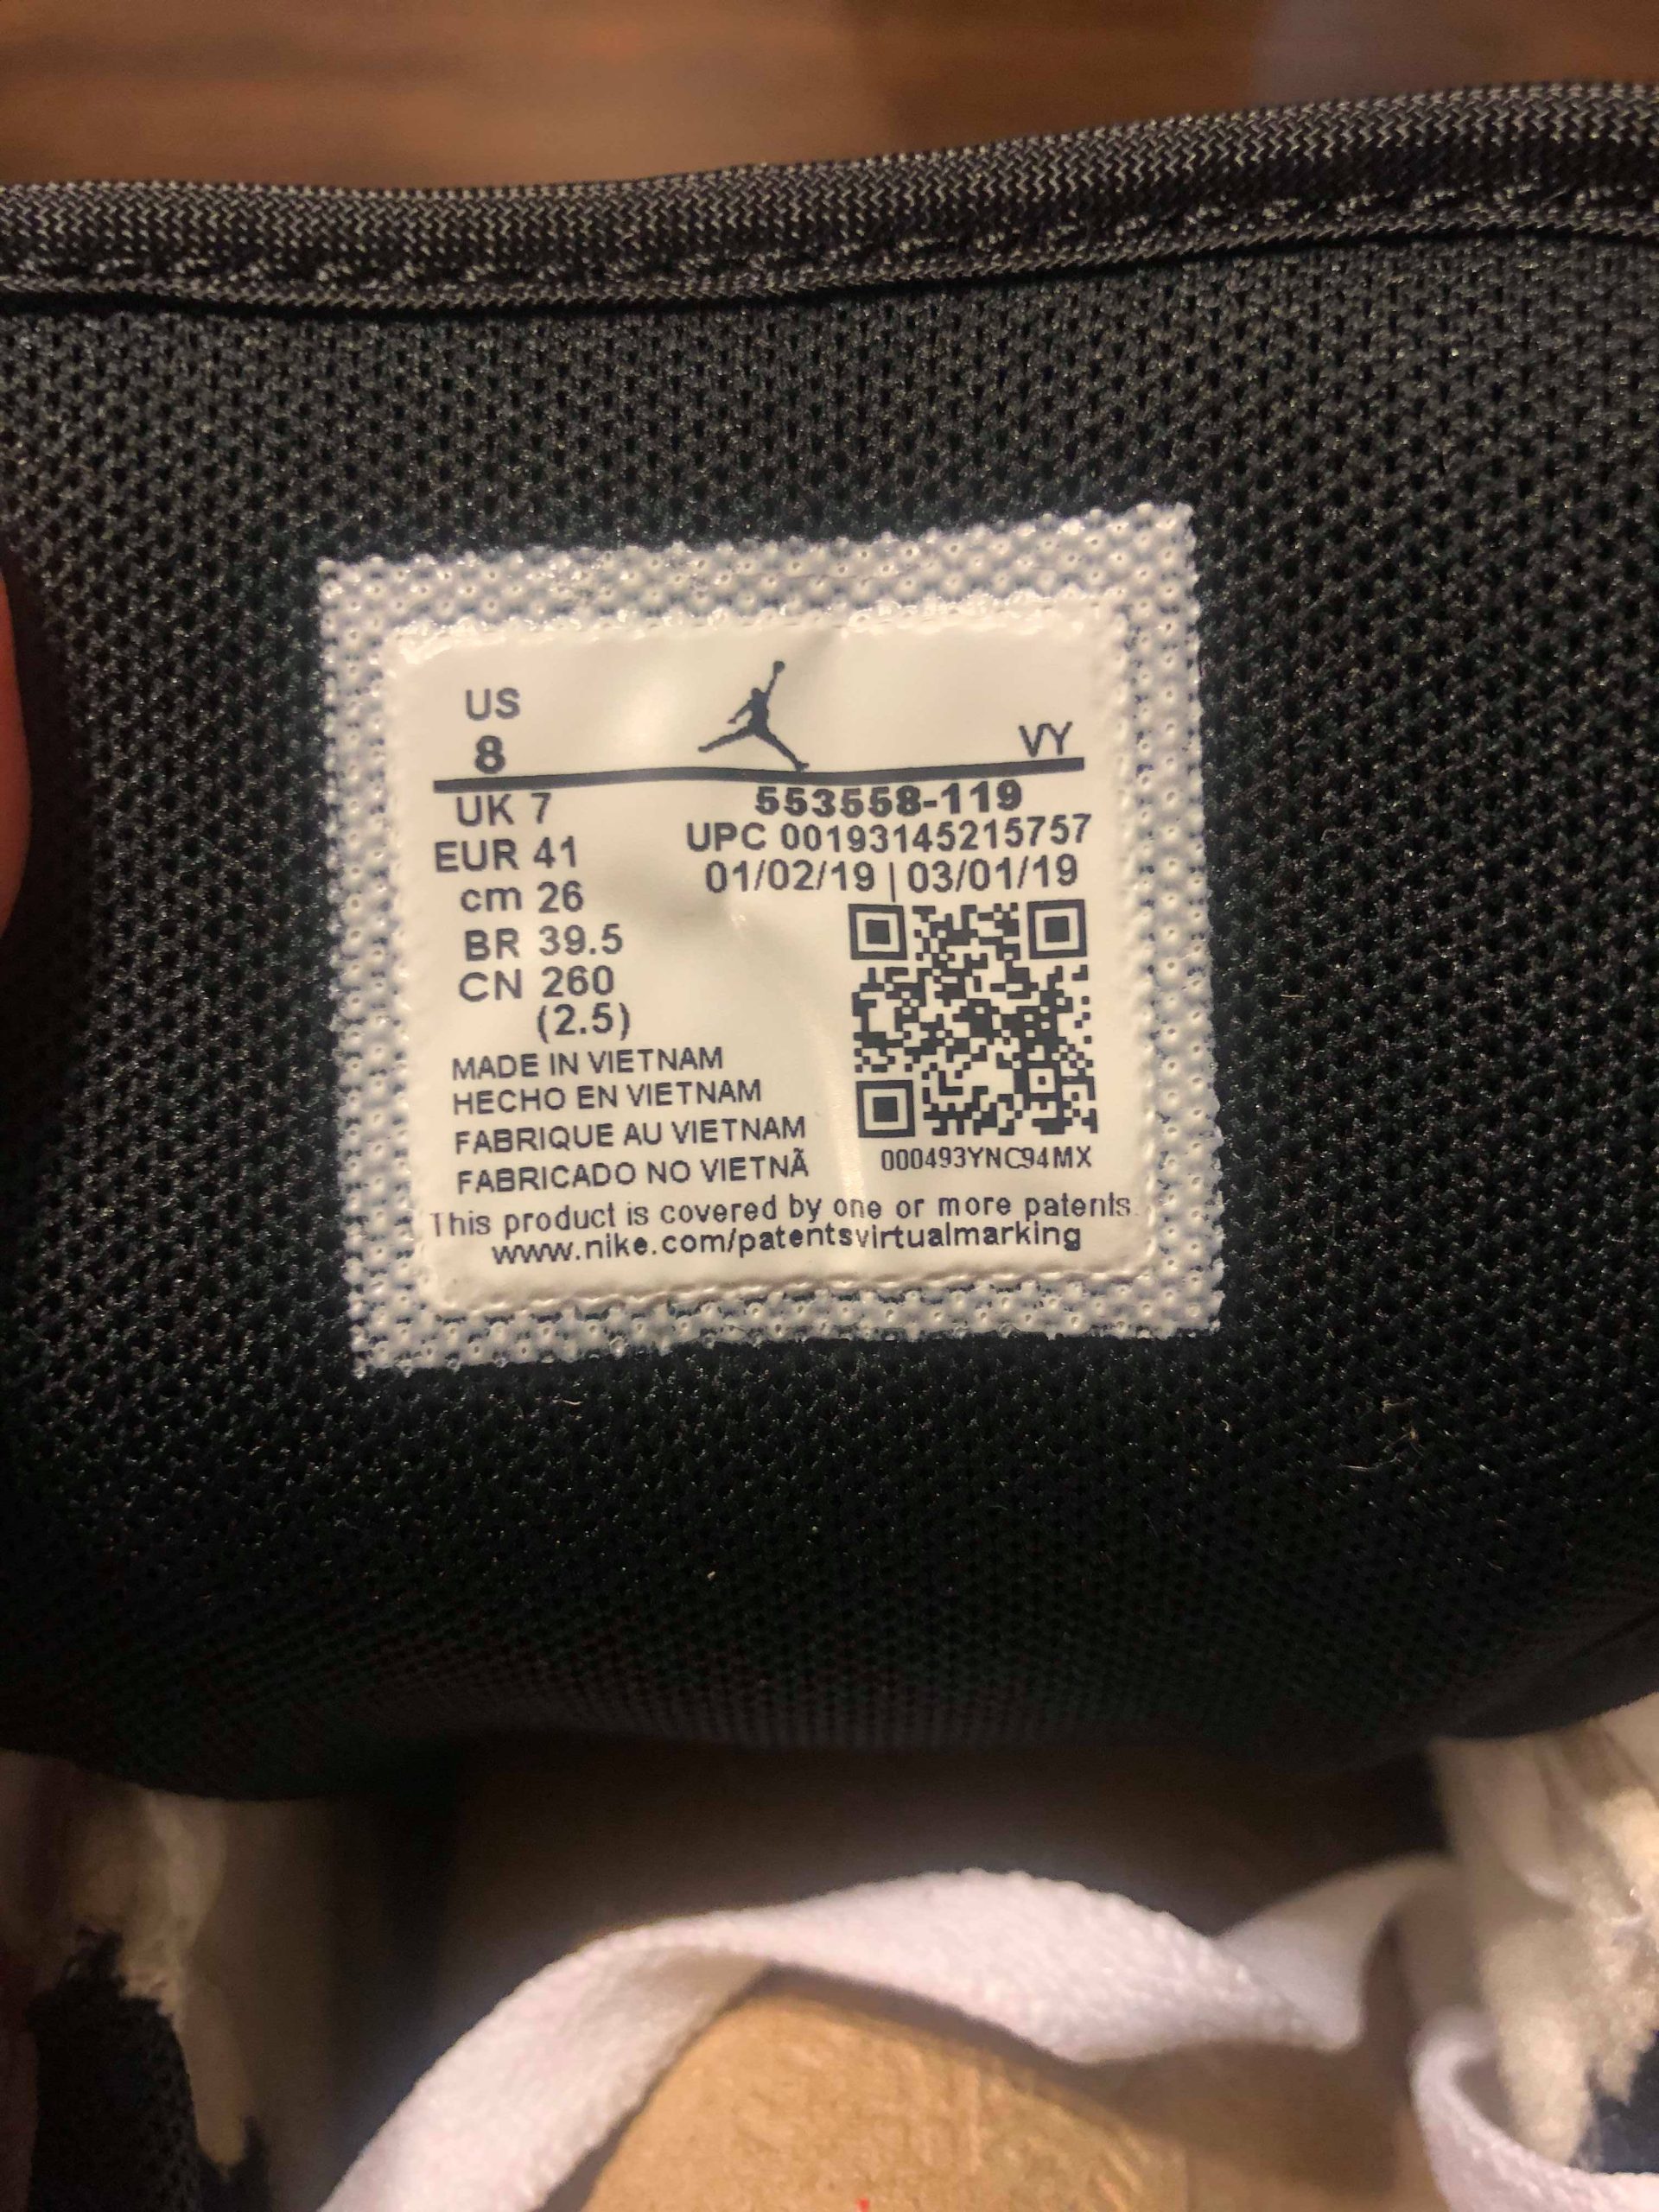 US
8
VY
UK 7
EUR 41
cm 26
BR 39.5
CN 260
(2.5)
553558-119
UPC 00193145215757
01/02/19 | 03/01/19
000493YNC94MX
MADE IN VIETNAM
HECHO EN VIETNAM
FABRIQUE AU VIETNAM
FABRICADO NO VIETNÃ
This product is covered by one or more patents.
www.nike.com/patentsvirtualmarking